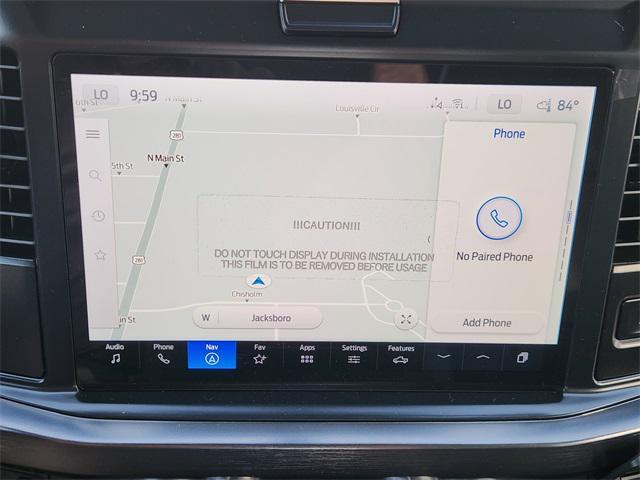 LO 9:59 N Main St Louisville Cir 4 LO 84°
6th St
281
Phone
N Main St
5th St
!!!CAUTION!!!
DO NOT TOUCH DISPLAY DURING INSTALLATION
THIS FILM IS TO BE REMOVED BEFORE USAGE
No Paired Phone
281
Chisholm
W Jacksboro
Add Phone
in St
Audio Phone Nav Fav Apps Settings Features